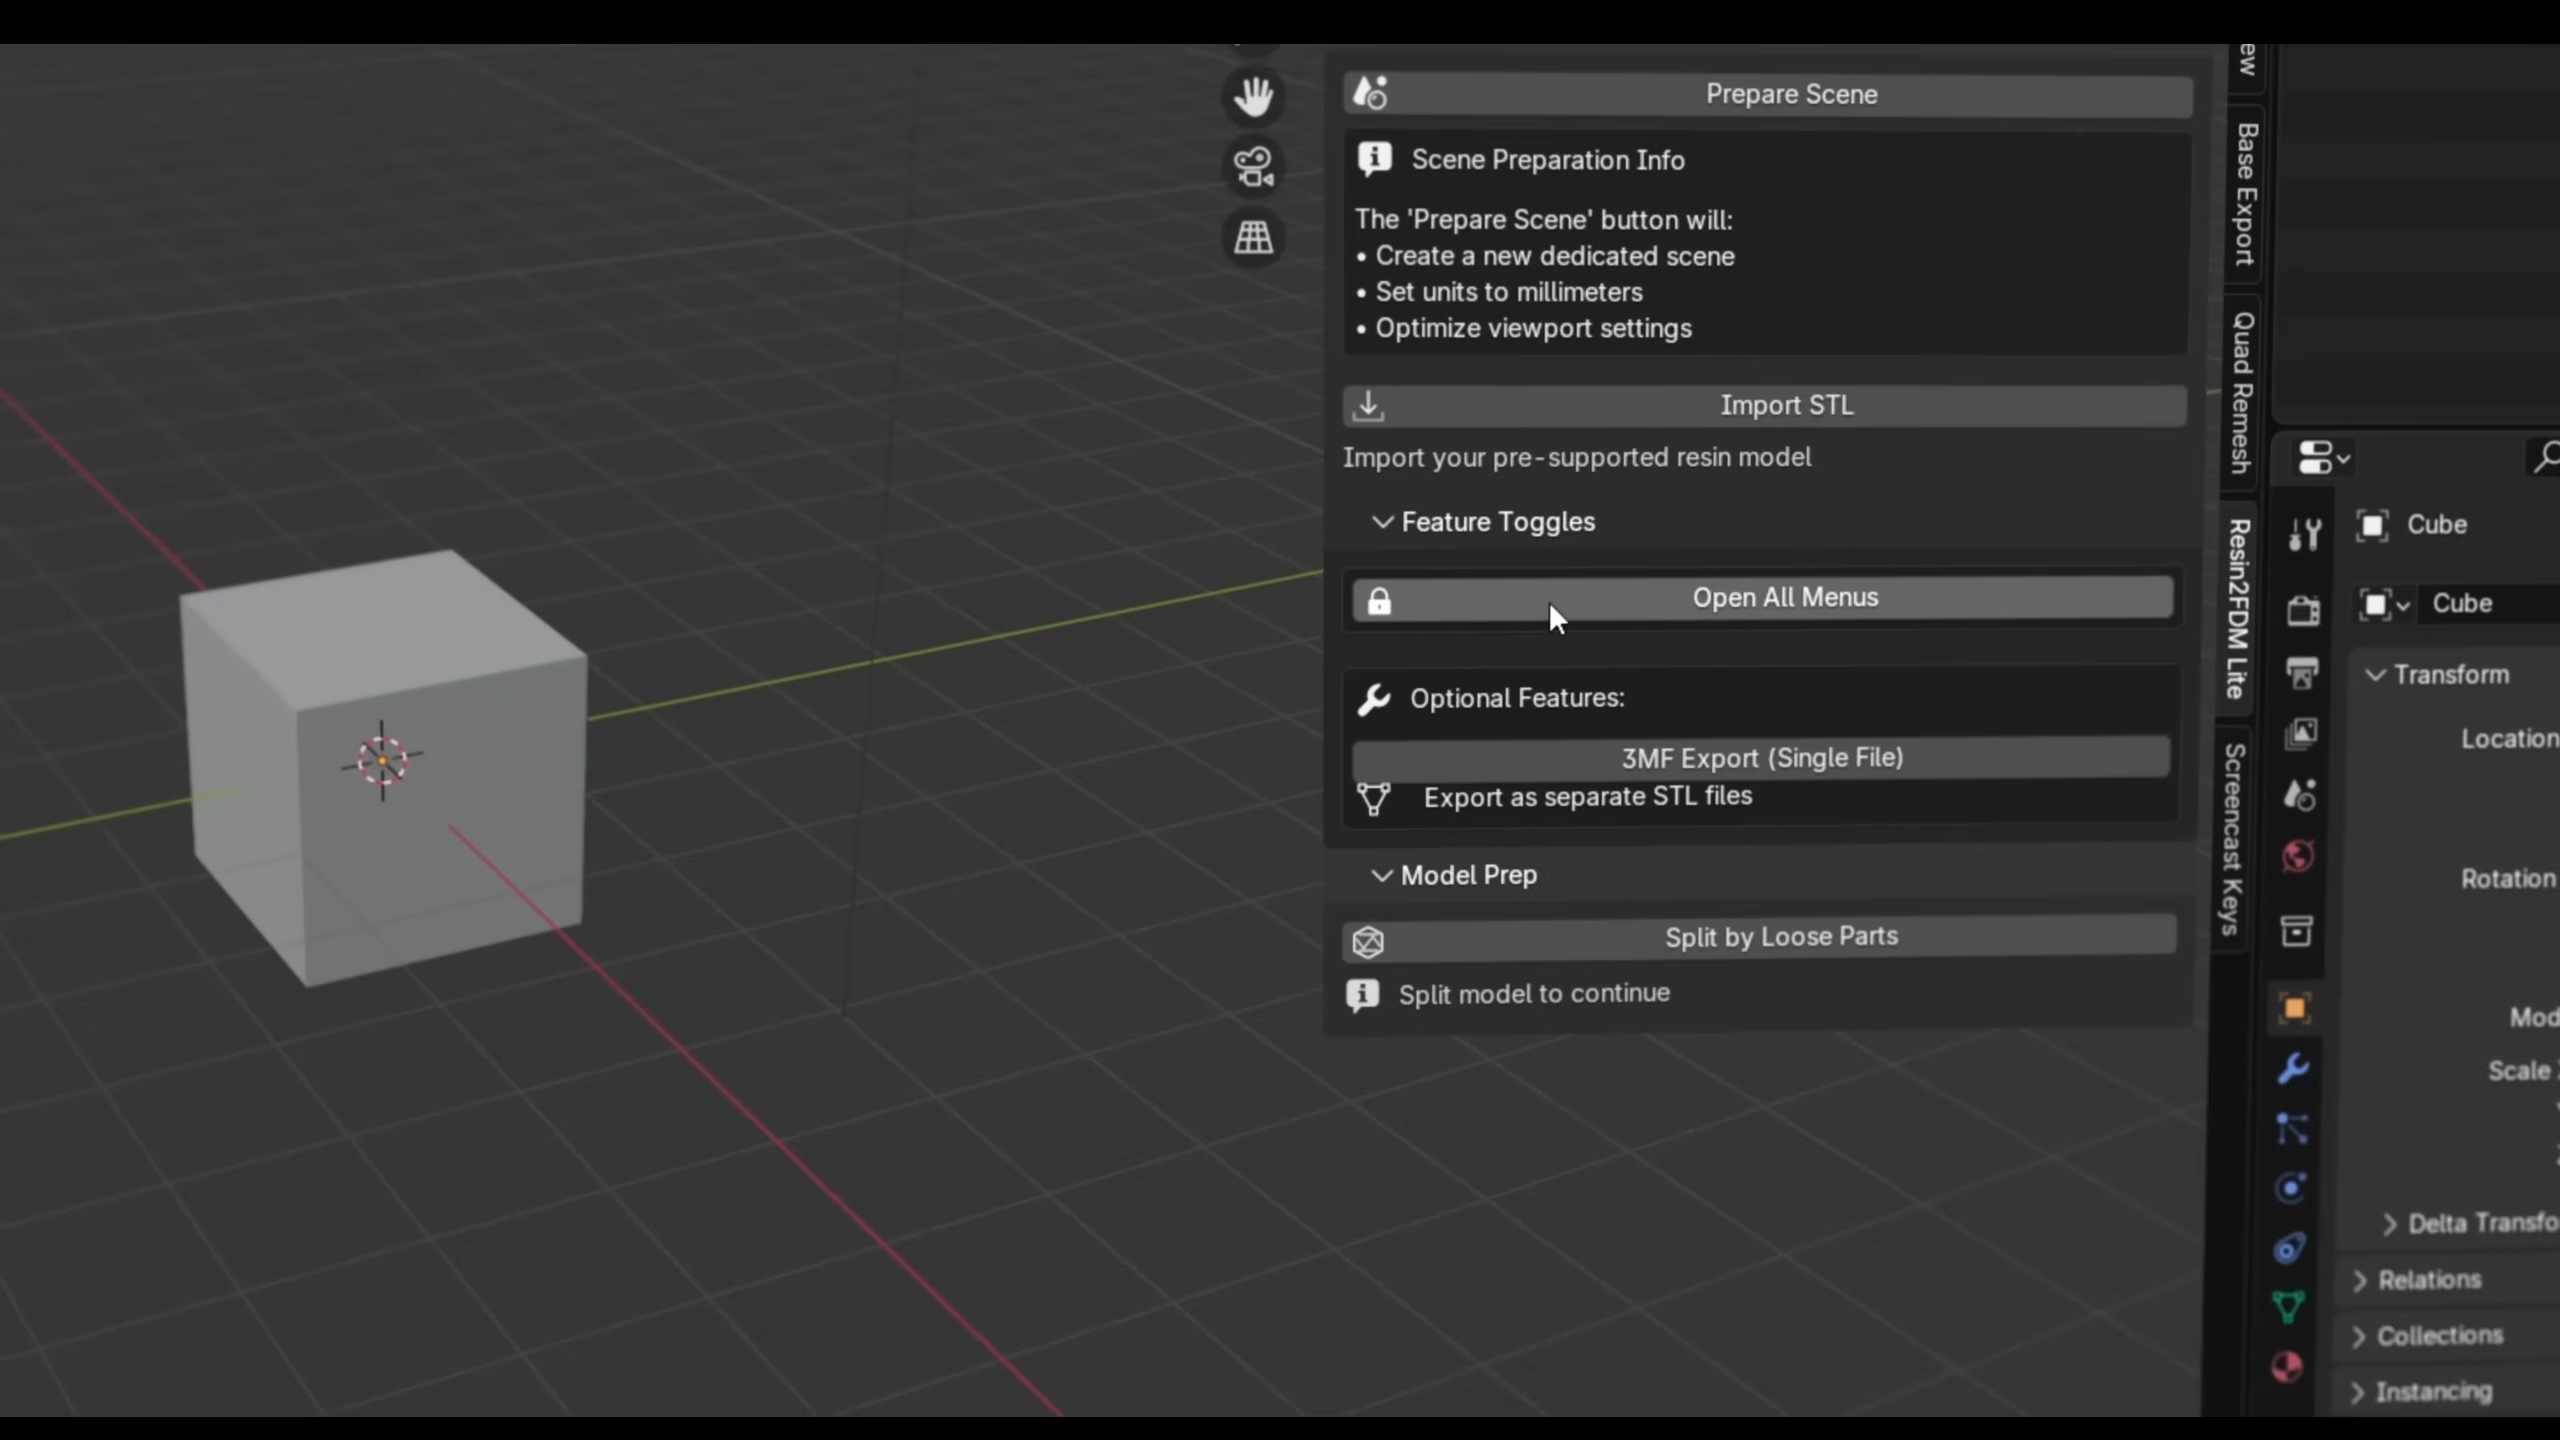 Prepare Scene
Scene Preparation Info
The 'Prepare Scene' button will:
• Create a new dedicated scene
• Set units to millimeters
• Optimize viewport settings
Import STL
Import your pre-supported resin model
Feature Toggles
Open All Menus
Optional Features:
3MF Export (Single File)
Export as separate STL files
Model Prep
Split by Loose Parts
Split model to continue
ew
Base Export
Quad Remesh
Resin2FDM Lite
Screencast Keys
Cube
Cube
Transform
Location
Rotation
Mod
Scale
Delta Transfo
Relations
Collections
Instancing